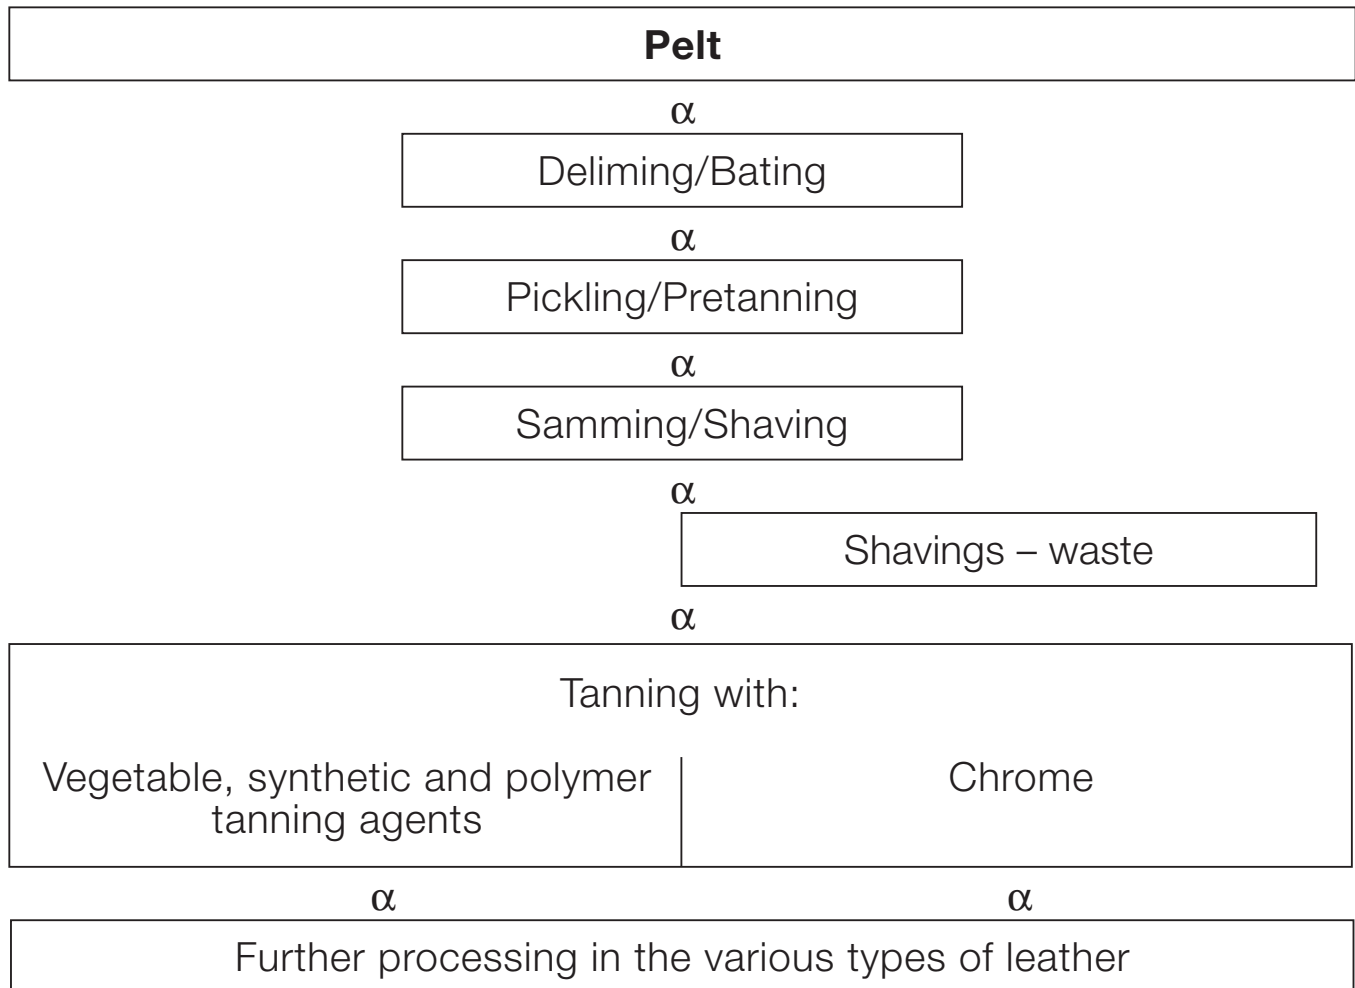 Pelt
α
Deliming/Bating
α
Pickling/Pretanning
α
Samming/Shaving
α
Shavings – waste
α
Tanning with:
Vegetable, synthetic and polymer
tanning agents
Chrome
α α
Further processing in the various types of leather